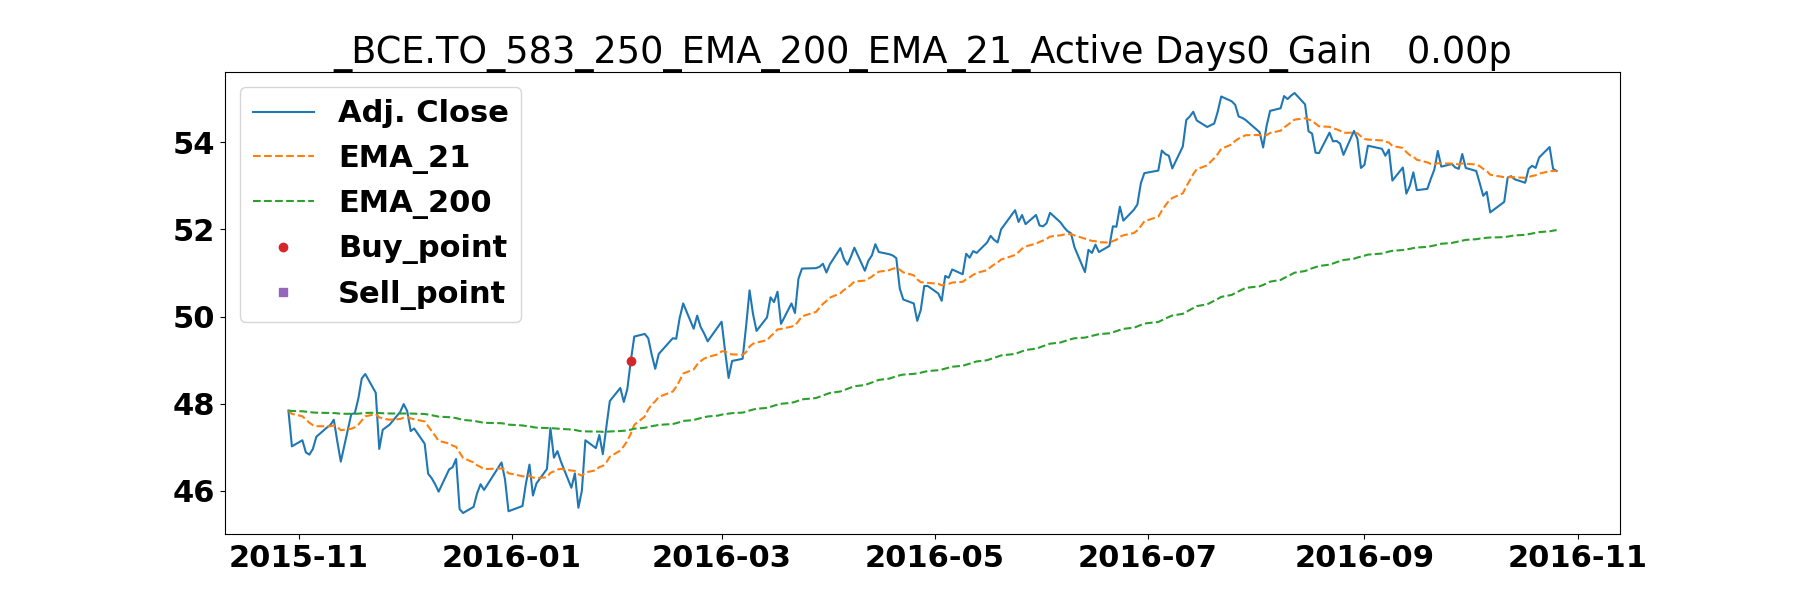 _BCE.TO_583_250_EMA_200_EMA_21_Active Days0_Gain   0.00p
Adj. Close
EMA_21
EMA_200
Buy_point
Sell_point
54
52
50
48
46
2015-11 2016-01 2016-03 2016-05 2016-07 2016-09 2016-11